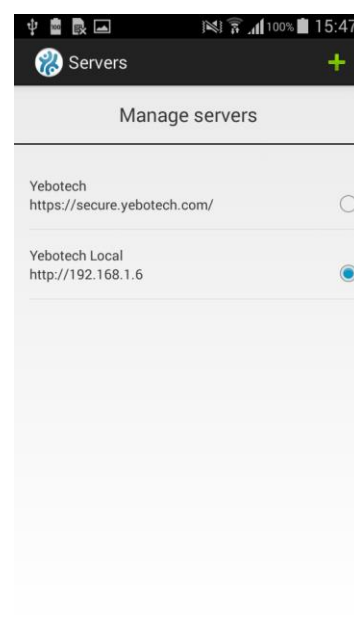 100% 15:47
Servers
Manage servers
Yebotech
https://secure.yebotech.com/
Yebotech Local
http://192.168.1.6